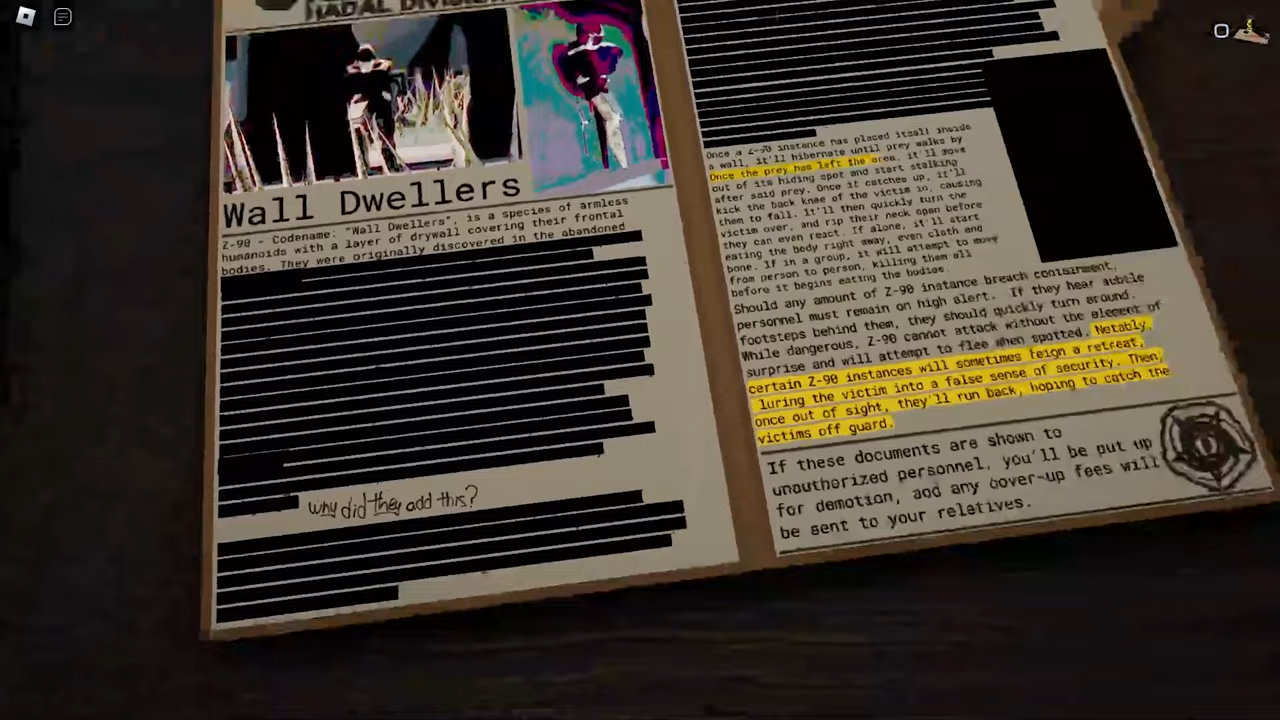 HADAL DIVISION
Wall Dwellers
Z-90 - Codename: "Wall Dwellers", is a species of armless
humanoids with a layer of drywall covering their frontal
bodies. They were originally discovered in the abandoned
why did they add this?
Once a Z-90 instance has placed itself inside
a wall, it'll hibernate until prey walks by
Once the prey has left the area, it'll move
out of its hiding spot and start stalking
after said prey. Once it catches up, it'll
kick the back knee of the victim in, causing
them to fall. It'll then quickly turn the
victim over, and rip their neck open before
they can even react. If alone, it'll start
eating the body right away, even cloth and
bone. If in a group, it will attempt to move
from person to person, killing them all
before it begins eating the bodies.
Should any amount of Z-90 instance breach containment,
personnel must remain on high alert. If they hear subtle
footsteps behind them, they should quickly turn around.
While dangerous, Z-90 cannot attack without the element of
surprise and will attempt to flee when spotted. Notably,
certain Z-90 instances will sometimes feign a retreat,
luring the victim into a false sense of security. Then,
once out of sight, they'll run back, hoping to catch the
victims off guard.
If these documents are shown to
unauthorized personnel, you'll be put up
for demotion, and any cover-up fees will
be sent to your relatives.